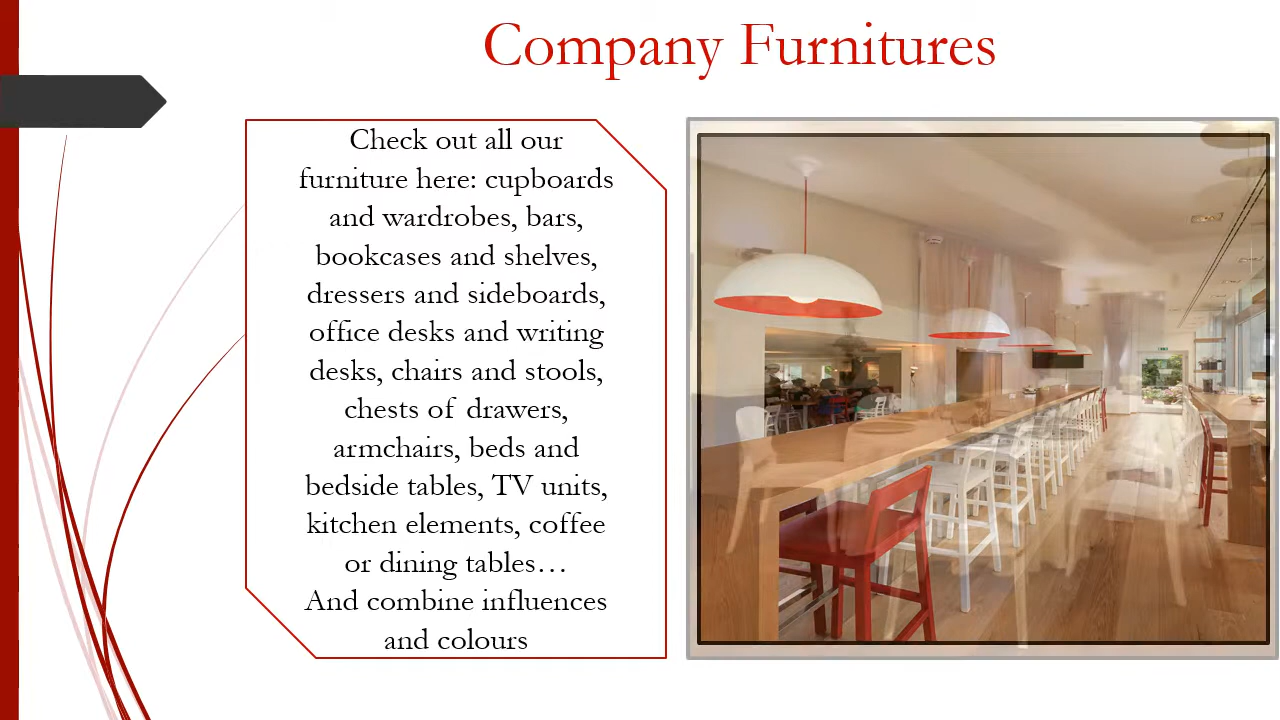 Company Furnitures
Check out all our
furniture here: cupboards
and wardrobes, bars,
bookcases and shelves,
dressers and sideboards,
office desks and writing
desks, chairs and stools,
chests of drawers,
armchairs, beds and
bedside tables, TV units,
kitchen elements, coffee
or dining tables…
And combine influences
and colours